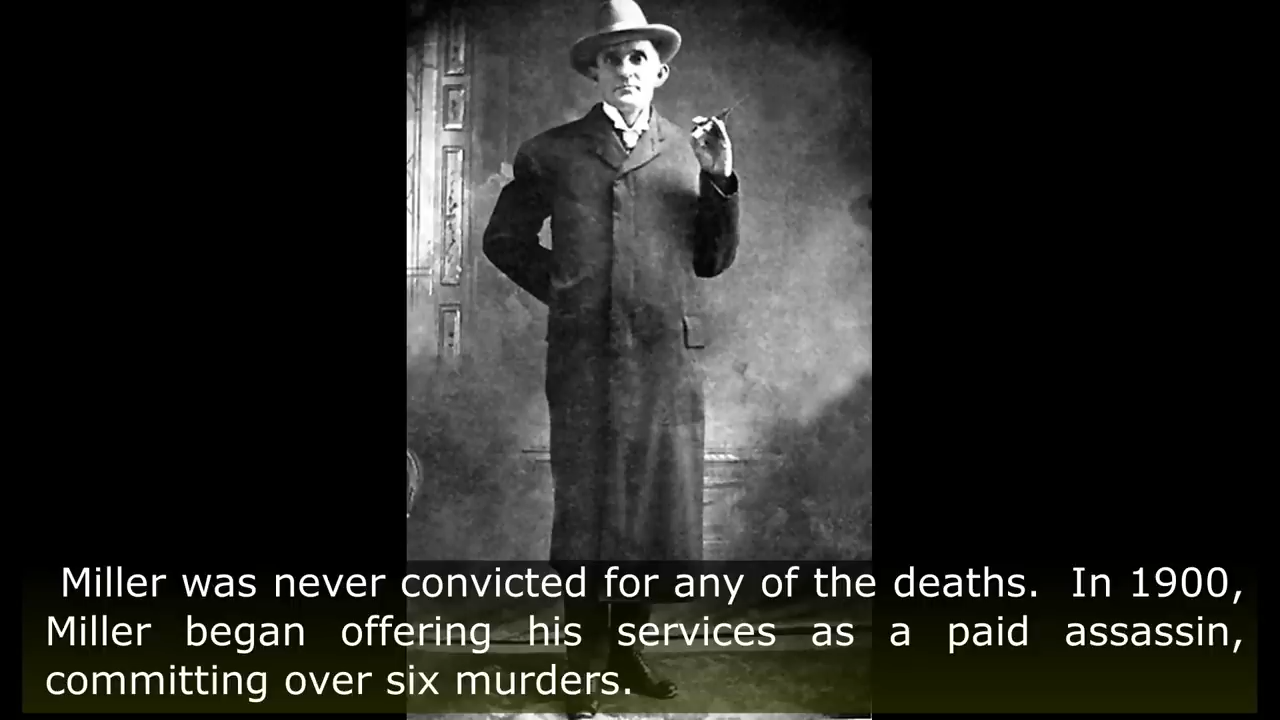 Miller was never convicted for any of the deaths. In 1900,
Miller began offering his services as a paid assassin,
committing over six murders.